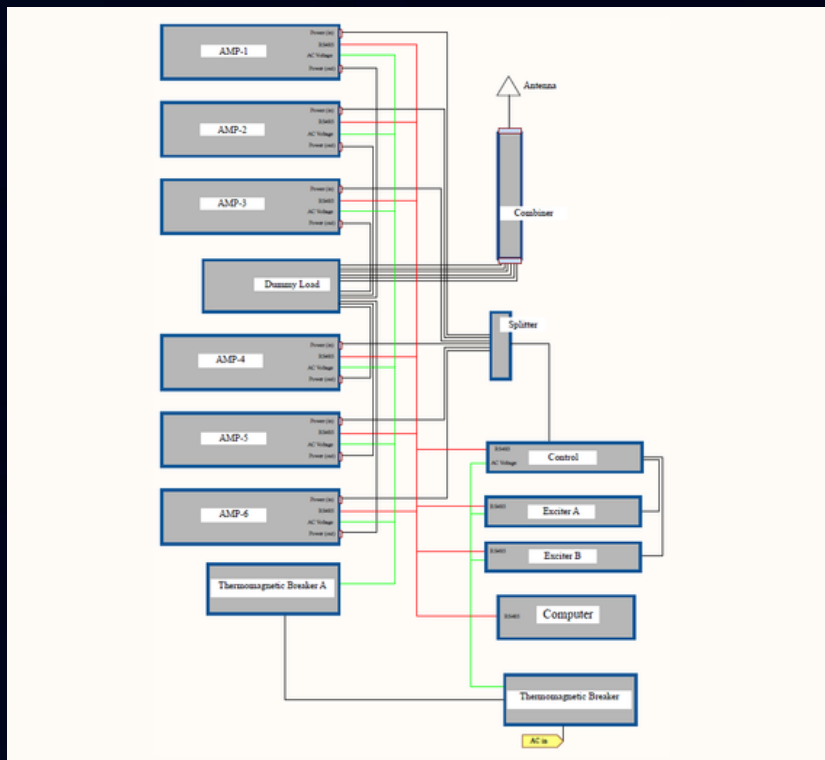 Power (in)
RS485
AMP-1
AC Voltage
Power (out)
Antenna
Power (in)
RS485
AMP-2
AC Voltage
Power (out)
Power (in)
RS485
AMP-3
AC Voltage
Power (out)
Combiner
Dummy Load
Splitter
Power (in)
RS485
AMP-4
AC Voltage
Power (out)
Power (in)
RS485
AMP-5
AC Voltage
Power (out)
RS485
Control
AC Voltage
Power (in)
RS485
AMP-6
AC Voltage
Power (out)
RS485
Exciter A
RS485
Exciter B
Thermomagnetic Breaker A
RS485
Computer
Thermomagnetic Breaker
AC in